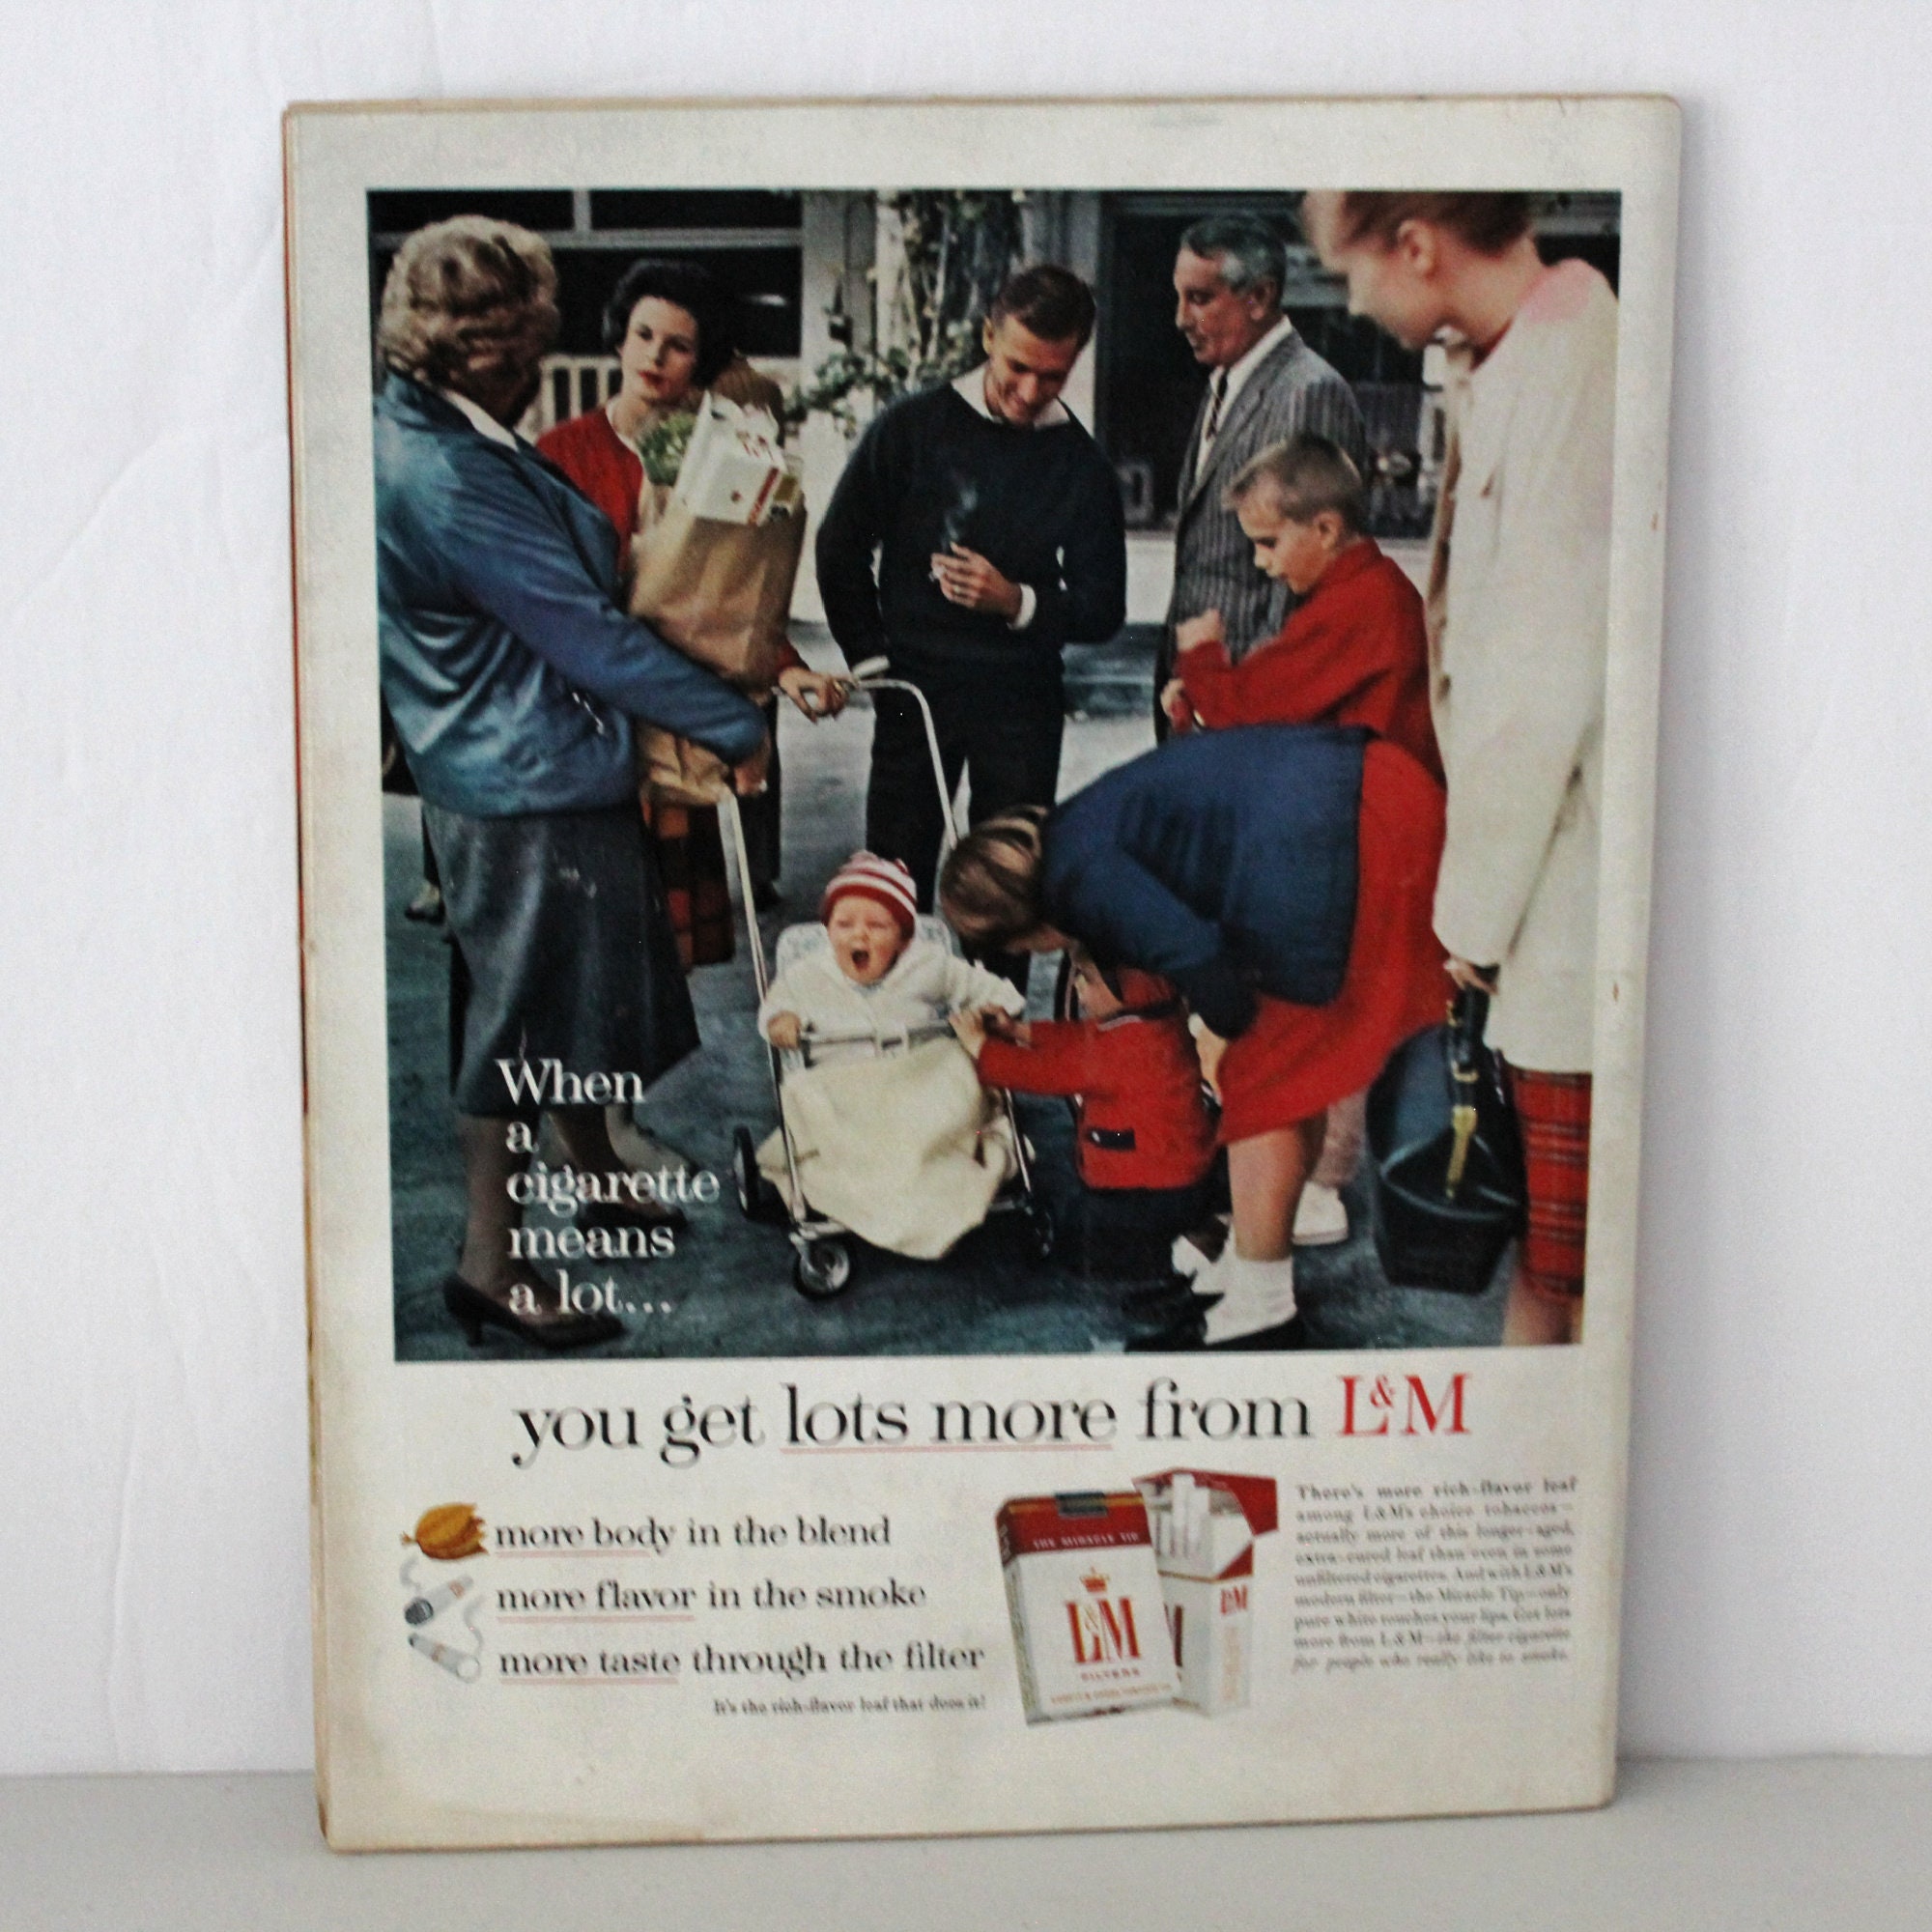 When
a
cigarette
means
a lot...
you get lots more from L&M
more body in the blend
more flavor in the smoke
more taste through the filter
It's the rich-flavor leaf that does it!
THE MIRACLE TIP
L&M
FILTERS
L&M
There's more rich-flavor leaf
among L&M's choice tobaccos—
actually more of this longer-aged,
extra-cured leaf than even in some
unfiltered cigarettes. And with L&M's
modern filter—the Miracle Tip—only
pure white touches your lips. Get lots
more from L&M—the filter cigarette
for people who really like to smoke.